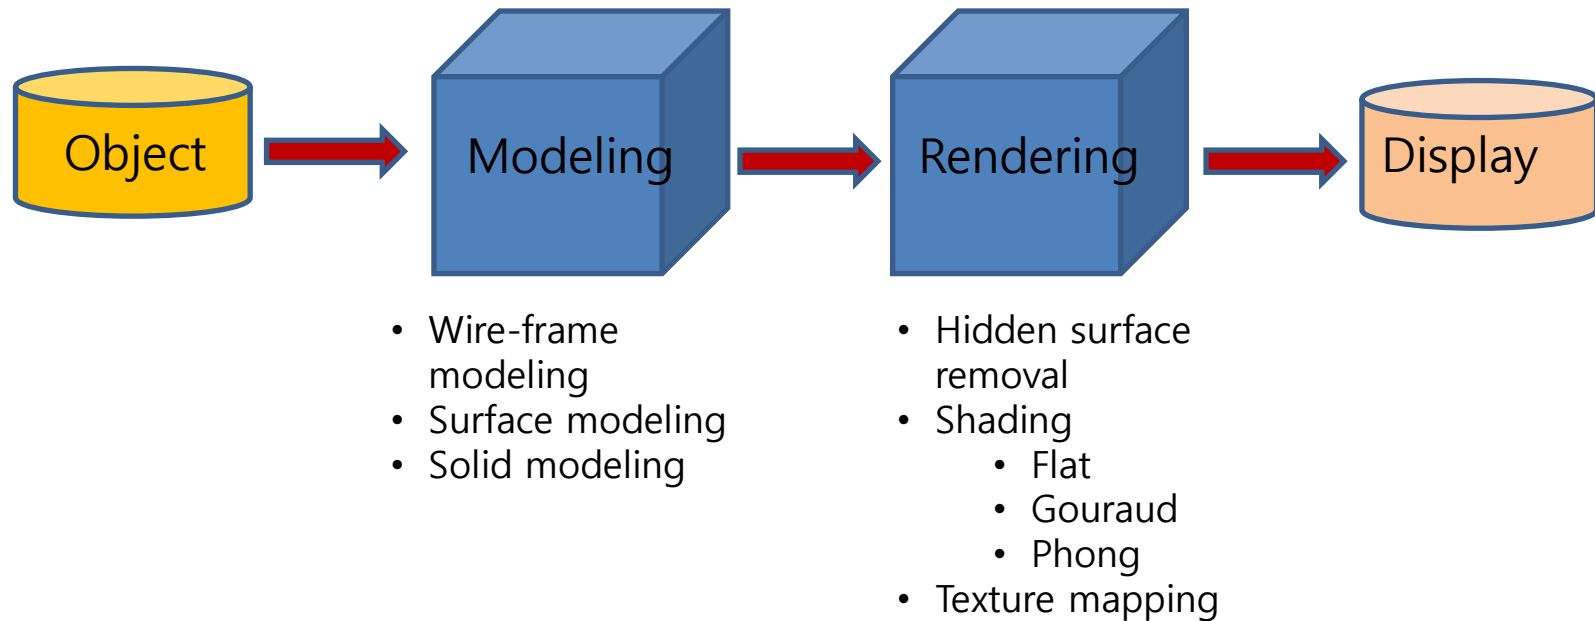 Object
Modeling
Rendering
Display
• Wire-frame
modeling
• Surface modeling
• Solid modeling
• Hidden surface
removal
• Shading
• Flat
• Gouraud
• Phong
• Texture mapping